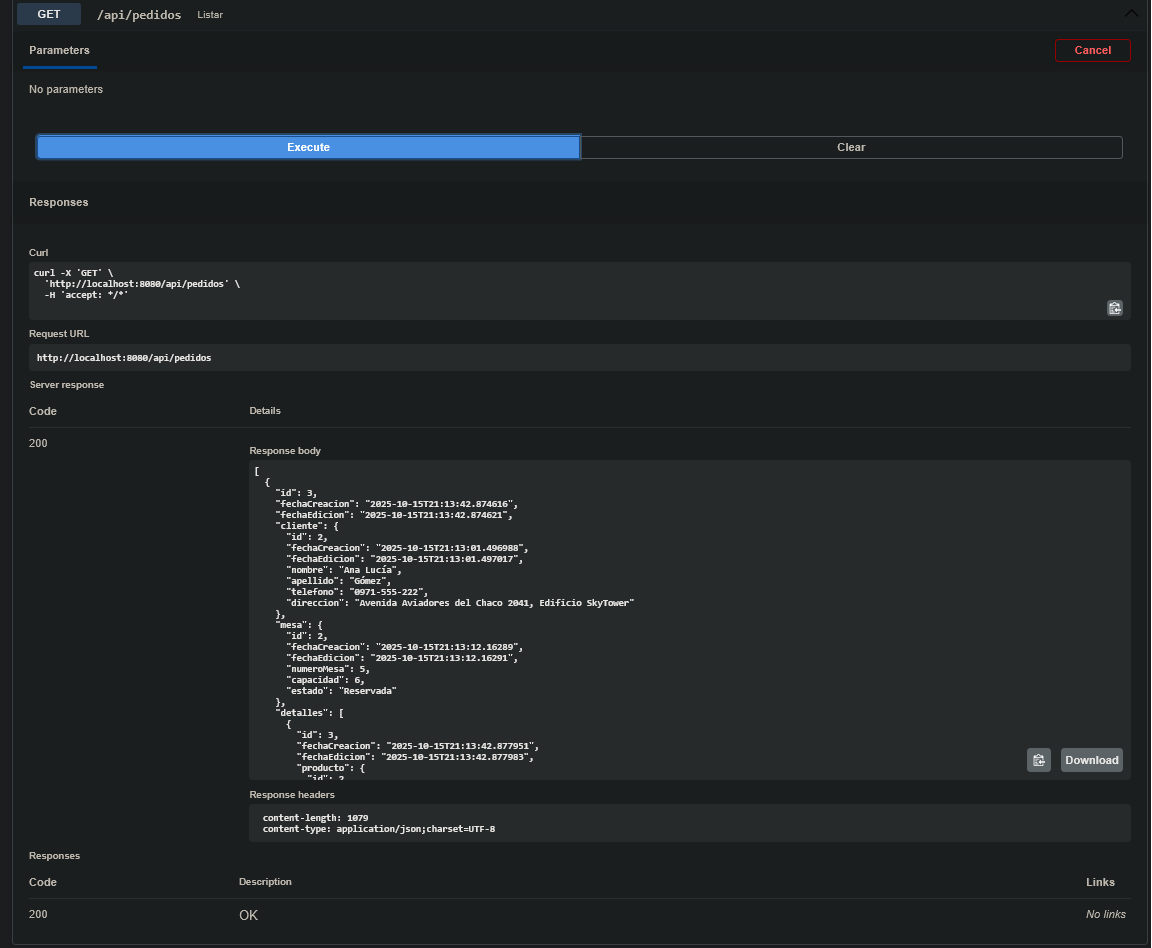 GET /api/pedidos Listar
Parameters
Cancel
No parameters
Execute
Clear
Responses
Curl
curl -X 'GET' \
  'http://localhost:8080/api/pedidos' \
  -H 'accept: */*'
Request URL
http://localhost:8080/api/pedidos
Server response
Code Details
200
Response body
[
  {
    "id": 3,
    "fechaCreacion": "2025-10-15T21:13:42.874616",
    "fechaEdicion": "2025-10-15T21:13:42.874621",
    "cliente": {
      "id": 2,
      "fechaCreacion": "2025-10-15T21:13:01.496988",
      "fechaEdicion": "2025-10-15T21:13:01.497017",
      "nombre": "Ana Lucía",
      "apellido": "Gómez",
      "telefono": "0971-555-222",
      "direccion": "Avenida Aviadores del Chaco 2041, Edificio SkyTower"
    },
    "mesa": {
      "id": 2,
      "fechaCreacion": "2025-10-15T21:13:12.16289",
      "fechaEdicion": "2025-10-15T21:13:12.16291",
      "numeroMesa": 5,
      "capacidad": 6,
      "estado": "Reservada"
    },
    "detalles": [
      {
        "id": 3,
        "fechaCreacion": "2025-10-15T21:13:42.877951",
        "fechaEdicion": "2025-10-15T21:13:42.877983",
        "producto": {
          "id": 2
Download
Response headers
content-length: 1079
content-type: application/json;charset=UTF-8
Responses
Code Description Links
200 OK No links